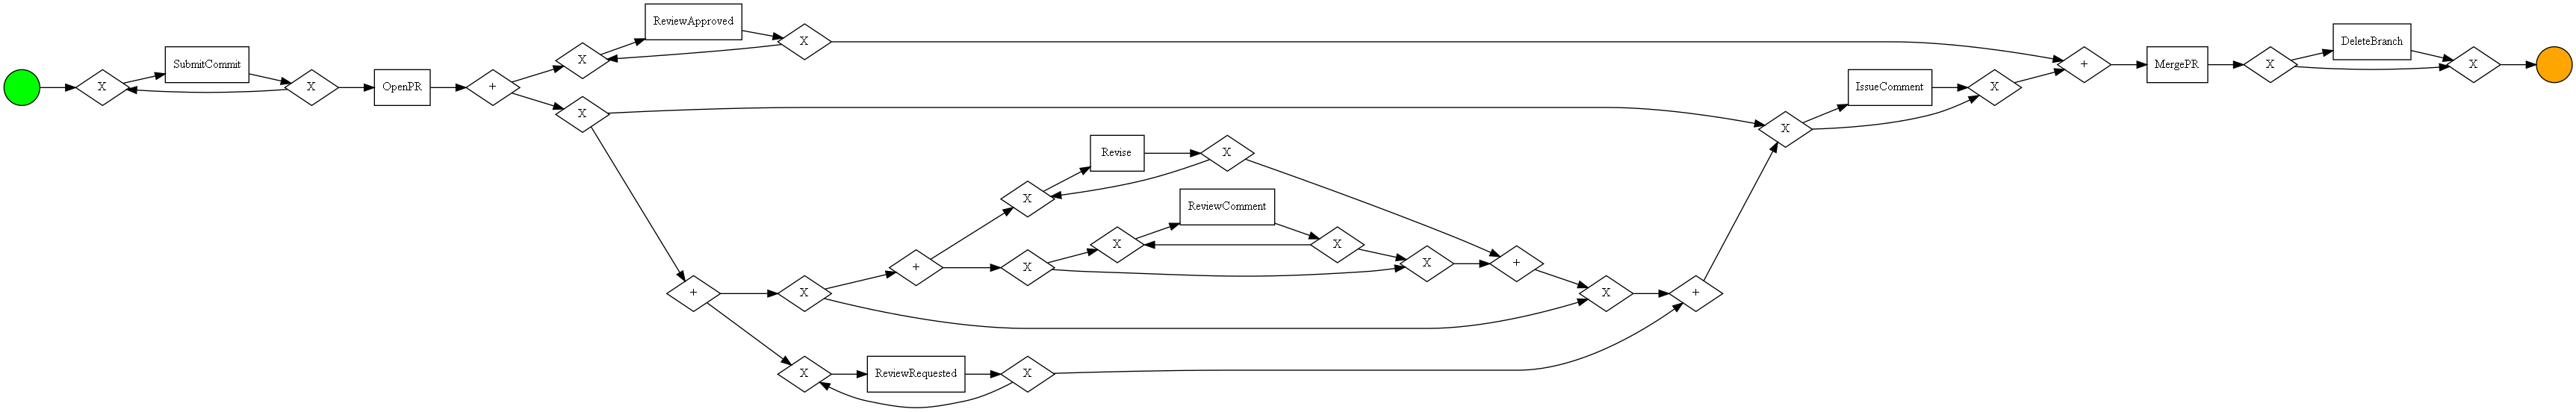 X
SubmitCommit
X
OpenPR
+
X
ReviewApproved
X
X
+
X
+
X
Revise
X
X
X
ReviewComment
X
X
+
X
+
X
ReviewRequested
X
X
IssueComment
X
+
MergePR
X
DeleteBranch
X